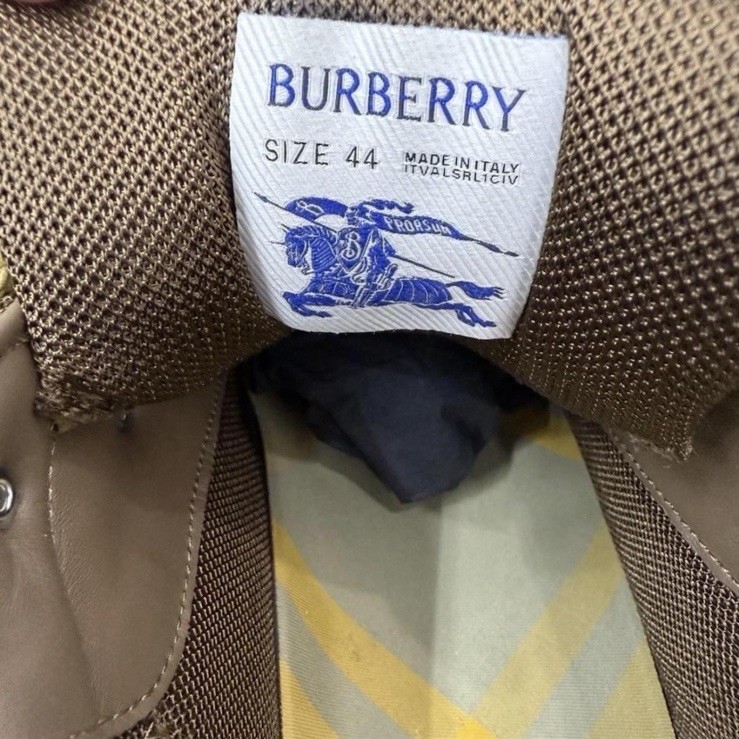 BURBERRY
SIZE 44
MADE IN ITALY
ITVALSRL1CIV
PRORSUM
B